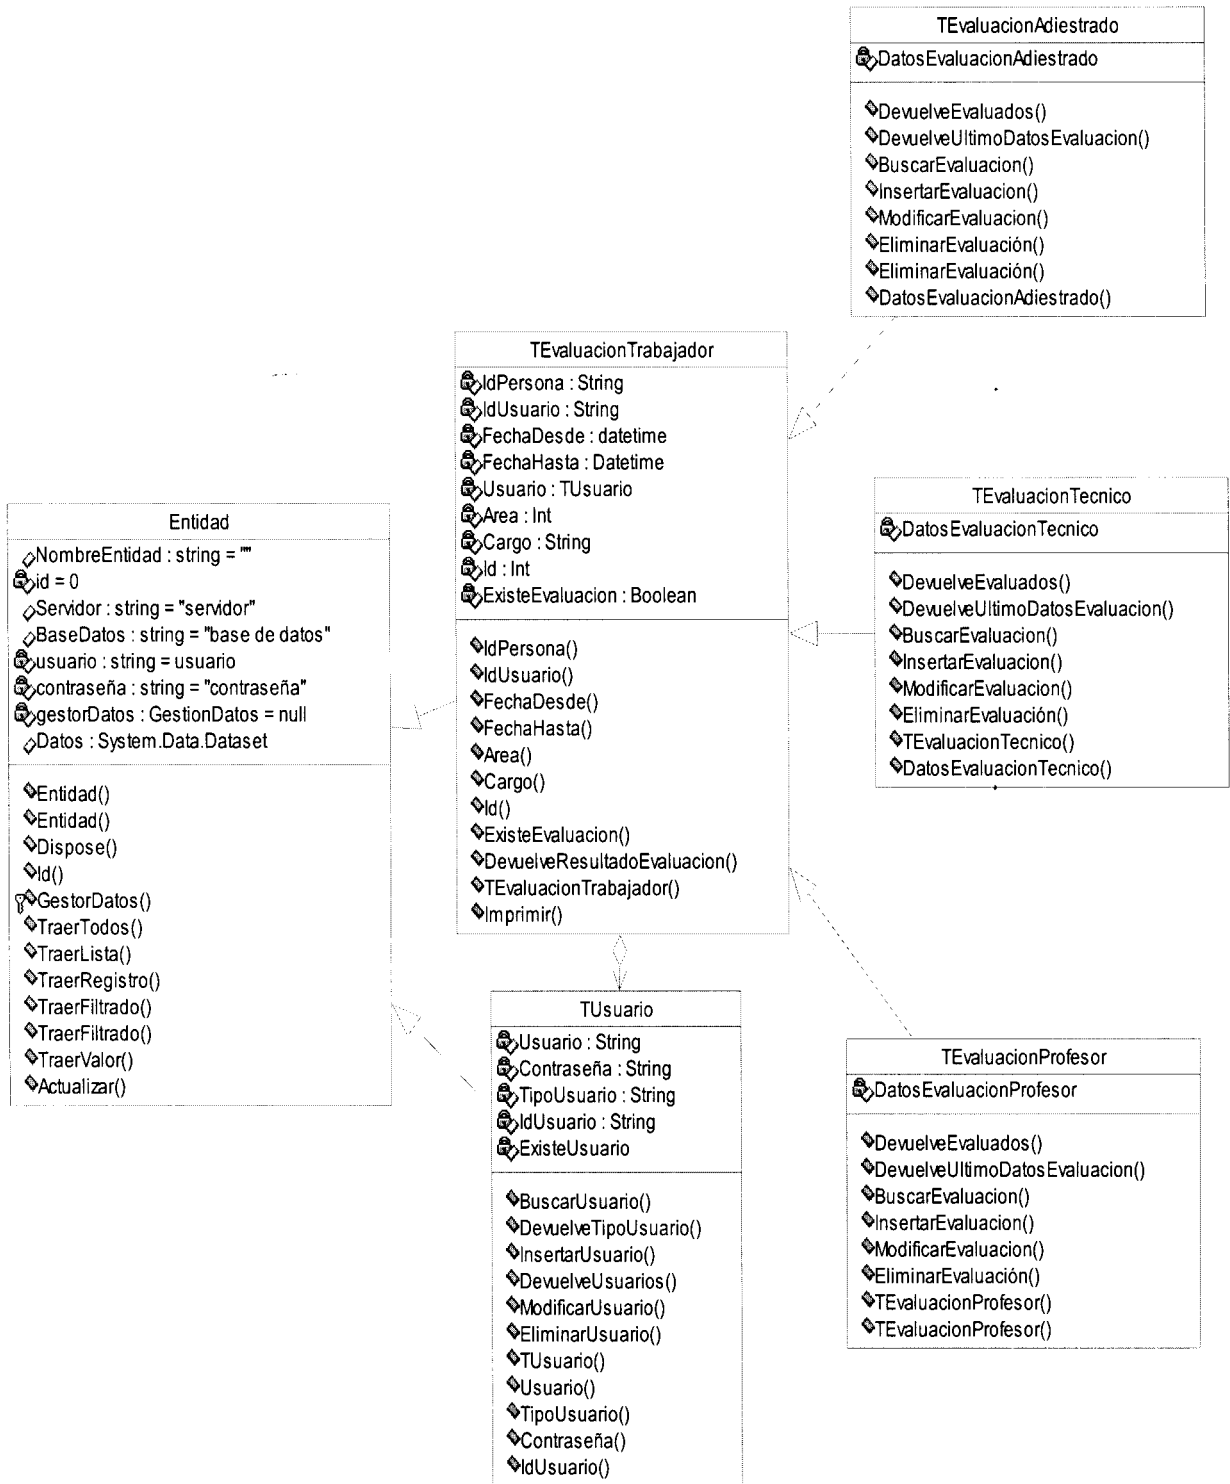 TEvaluacionAdiestrado
DatosEvaluacionAdiestrado
DevuelveEvaluados()
DevuelveUltimoDatosEvaluacion()
BuscarEvaluacion()
InsertarEvaluacion()
ModificarEvaluacion()
EliminarEvaluación()
EliminarEvaluación()
DatosEvaluacionAdiestrado()
TEvaluacionTrabajador
IdPersona : String
IdUsuario : String
FechaDesde : datetime
FechaHasta : Datetime
Usuario : TUsuario
Area : Int
Cargo : String
Id : Int
ExisteEvaluacion : Boolean
IdPersona()
IdUsuario()
FechaDesde()
FechaHasta()
Area()
Cargo()
Id()
ExisteEvaluacion()
DevuelveResultadoEvaluacion()
TEvaluacionTrabajador()
Imprimir()
TEvaluacionTecnico
DatosEvaluacionTecnico
DevuelveEvaluados()
DevuelveUltimoDatosEvaluacion()
BuscarEvaluacion()
InsertarEvaluacion()
ModificarEvaluacion()
EliminarEvaluación()
TEvaluacionTecnico()
DatosEvaluacionTecnico()
Entidad
NombreEntidad : string = ""
id = 0
Servidor : string = "servidor"
BaseDatos : string = "base de datos"
usuario : string = usuario
contraseña : string = "contraseña"
gestorDatos : GestionDatos = null
Datos : System.Data.Dataset
Entidad()
Entidad()
Dispose()
Id()
GestorDatos()
TraerTodos()
TraerLista()
TraerRegistro()
TraerFiltrado()
TraerFiltrado()
TraerValor()
Actualizar()
TUsuario
Usuario : String
Contraseña : String
TipoUsuario : String
IdUsuario : String
ExisteUsuario
BuscarUsuario()
DevuelveTipoUsuario()
InsertarUsuario()
DevuelveUsuarios()
ModificarUsuario()
EliminarUsuario()
TUsuario()
Usuario()
TipoUsuario()
Contraseña()
IdUsuario()
TEvaluacionProfesor
DatosEvaluacionProfesor
DevuelveEvaluados()
DevuelveUltimoDatosEvaluacion()
BuscarEvaluacion()
InsertarEvaluacion()
ModificarEvaluacion()
EliminarEvaluación()
TEvaluacionProfesor()
TEvaluacionProfesor()